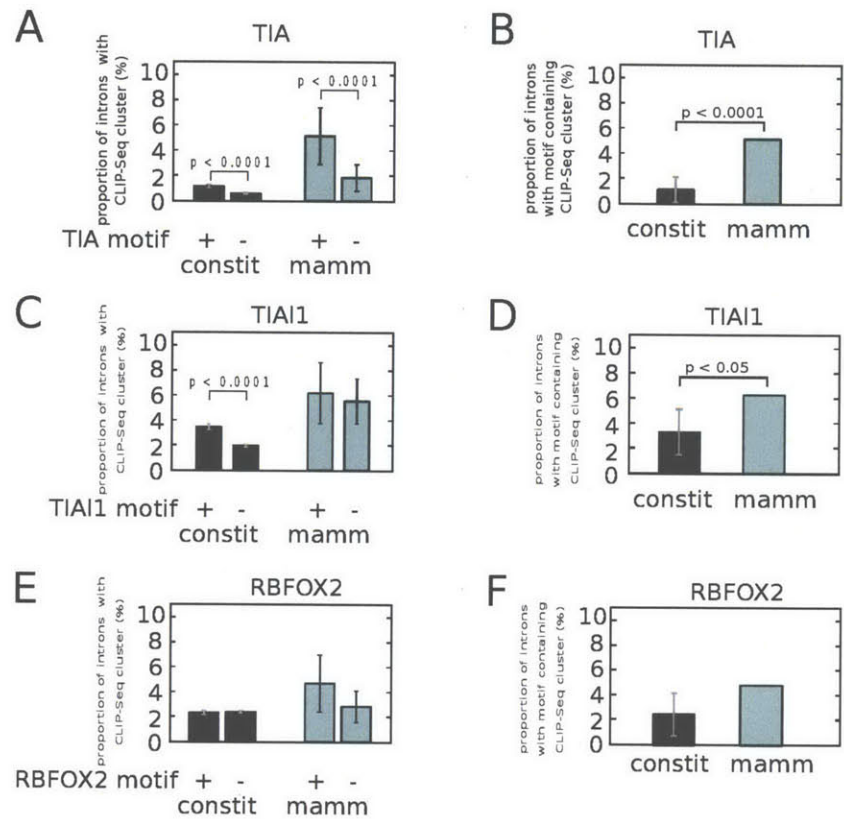 A
TIA
proportion of introns with
CLIP-Seq cluster (%)
10
8
6
4
2
0
p < 0.0001
p < 0.0001
TIA motif + - + -
constit mamm
B
TIA
proportion of introns
with motif containing
CLIP-Seq cluster (%)
10
8
6
4
2
0
p < 0.0001
constit mamm
C
TIAl1
proportion of introns with
CLIP-Seq cluster (%)
10
8
6
4
2
0
p < 0.0001
TIAl1 motif + - + -
constit mamm
D
TIAl1
proportion of introns
with motif containing
CLIP-Seq cluster (%)
10
8
6
4
2
0
p < 0.05
constit mamm
E
RBFOX2
proportion of introns with
CLIP-Seq cluster (%)
10
8
6
4
2
0
RBFOX2 motif + - + -
constit mamm
F
RBFOX2
proportion of introns
with motif containing
CLIP-Seq cluster (%)
10
8
6
4
2
0
constit mamm